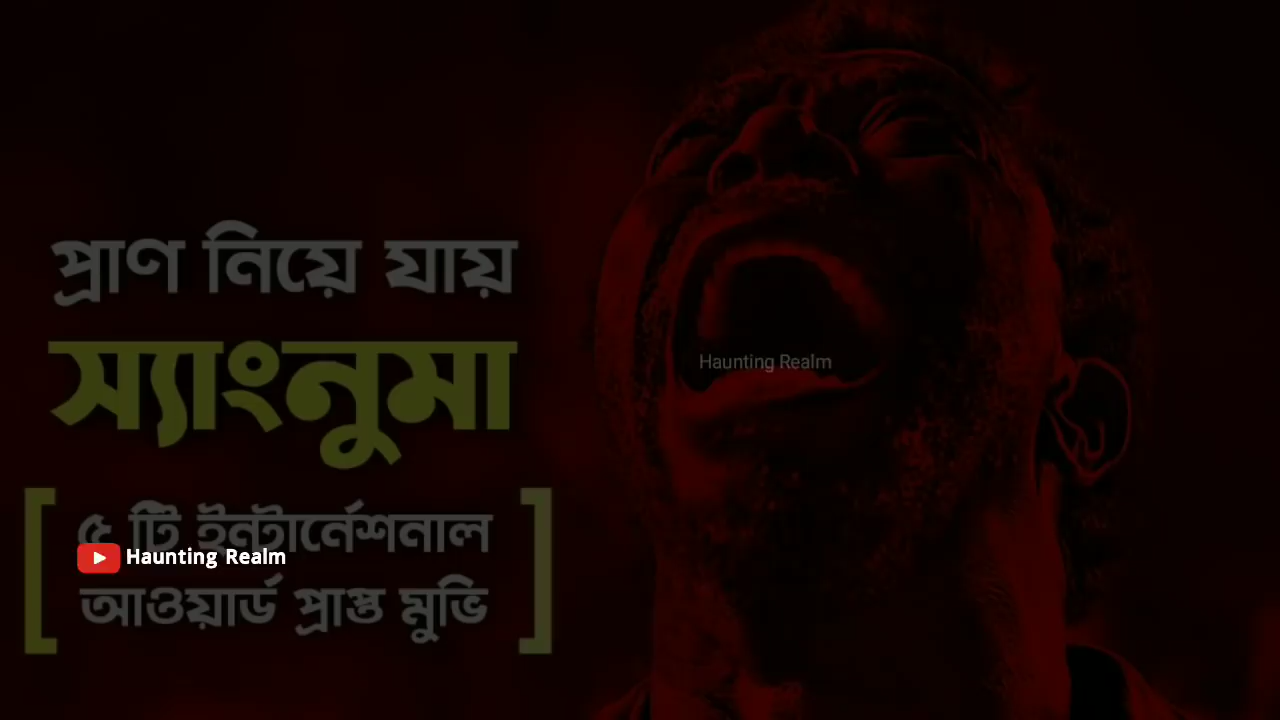 প্রাণ নিয়ে যায়
স্যাংনুমা
Haunting Realm
[ ৫ টি ইন্টার্নেশনাল
Haunting Realm
আওয়ার্ড প্রাপ্ত মুভি ]